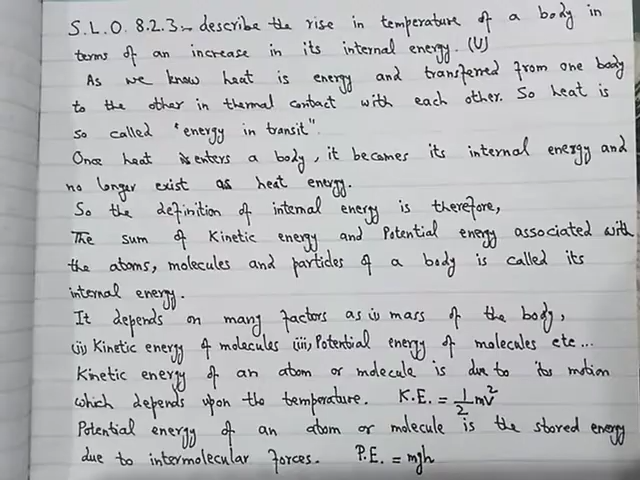 S.L.O. 8.2.3:- describe the rise in temperature of a body in
terms of an increase in its internal energy. (U)
As we know heat is energy and transferred from one body
to the other in thermal contact with each other. So heat is
so called "energy in transit".
Once heat enters a body, it becomes its internal energy and
no longer exist as heat energy.
So the definition of internal energy is therefore,
The sum of Kinetic energy and Potential energy associated with
the atoms, molecules and particles of a body is called its
internal energy.
It depends on many factors as (i) mass of the body,
(ii) Kinetic energy of molecules (iii) Potential energy of molecules etc...
Kinetic energy of an atom or molecule is due to its motion
which depends upon the temperature. K.E. = 1/2 mv²
Potential energy of an atom or molecule is the stored energy
due to intermolecular forces. P.E. = mgh